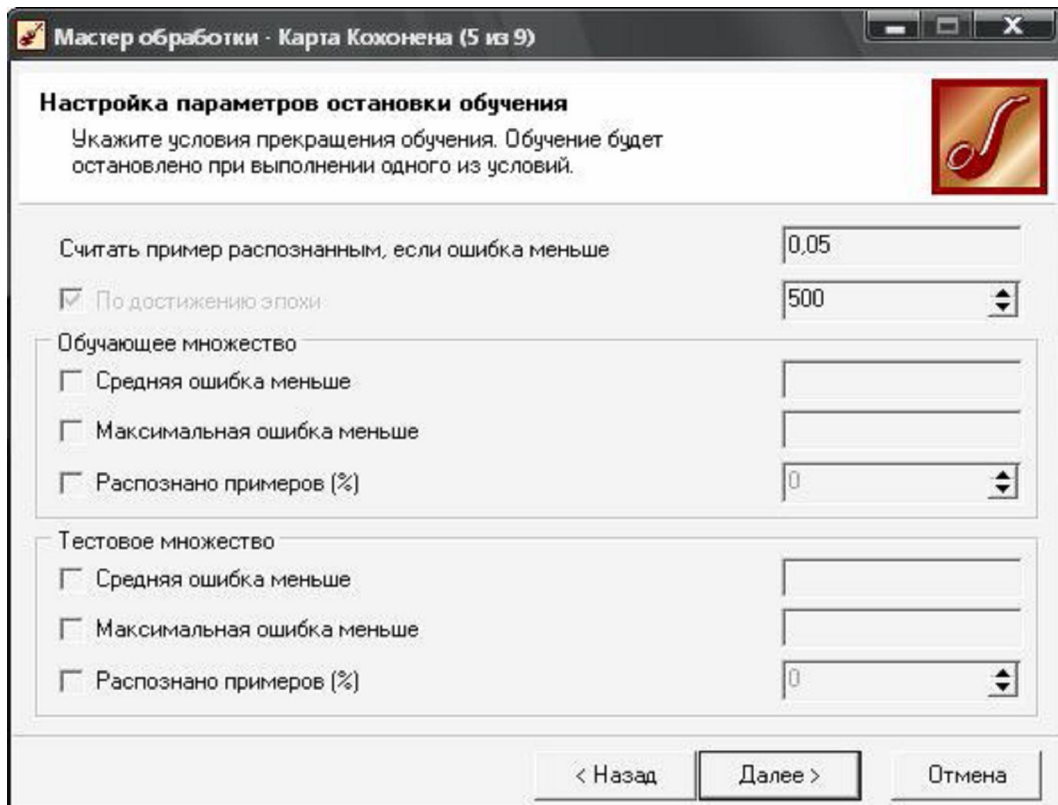 Мастер обработки - Карта Кохонена (5 из 9)
Настройка параметров остановки обучения
Укажите условия прекращения обучения. Обучение будет
остановлено при выполнении одного из условий.
Считать пример распознанным, если ошибка меньше 0,05
По достижению эпохи 500
Обучающее множество
Средняя ошибка меньше
Максимальная ошибка меньше
Распознано примеров (%) 0
Тестовое множество
Средняя ошибка меньше
Максимальная ошибка меньше
Распознано примеров (%) 0
< Назад Далее > Отмена